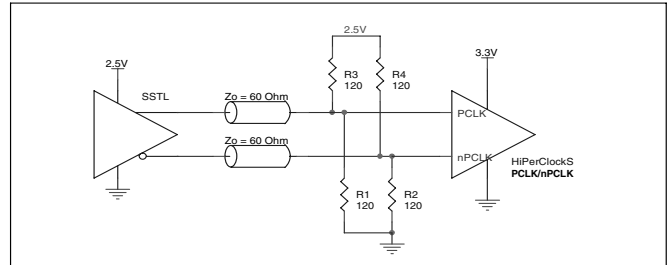 2.5V
2.5V
3.3V
SSTL
Zo = 60 Ohm
R3
120
R4
120
PCLK
Zo = 60 Ohm
nPCLK
HiPerClockS
PCLK/nPCLK
R1
120
R2
120